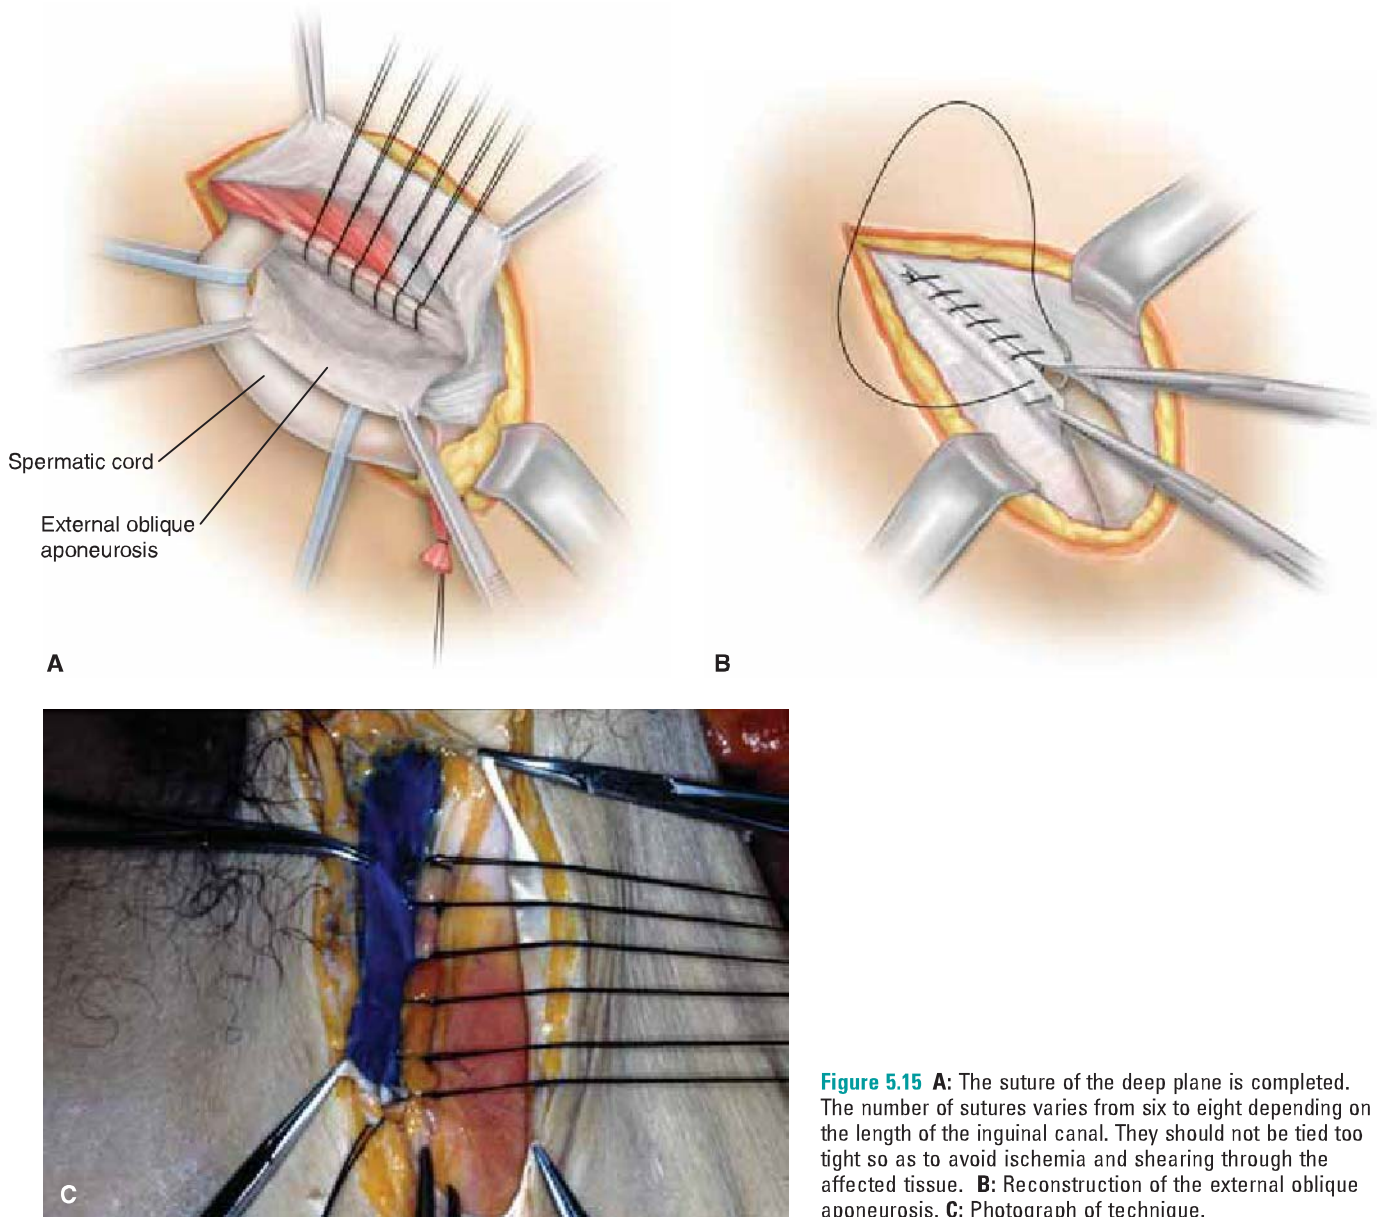 Spermatic cord
External oblique
aponeurosis
A
B
C
Figure 5.15 A: The suture of the deep plane is completed.
The number of sutures varies from six to eight depending on
the length of the inguinal canal. They should not be tied too
tight so as to avoid ischemia and shearing through the
affected tissue. B: Reconstruction of the external oblique
aponeurosis. C: Photograph of technique.